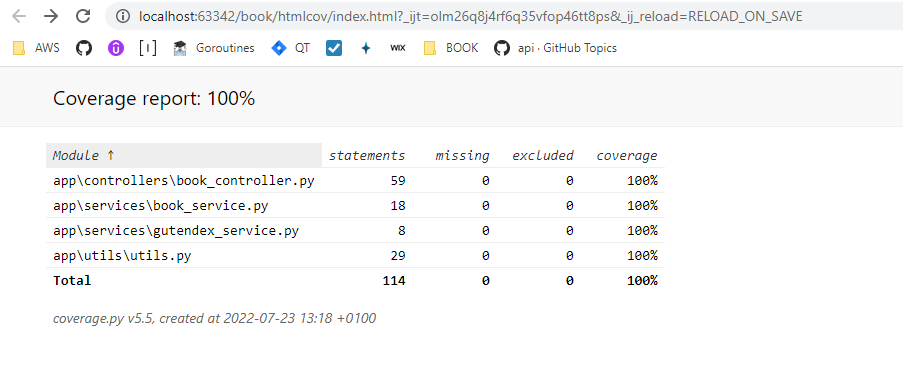 localhost:63342/book/htmlcov/index.html?_ijt=olm26q8j4rf6q35vfop46tt8ps&_ij_reload=RELOAD_ON_SAVE
AWS [ I ] Goroutines QT WIX BOOK api · GitHub Topics
Coverage report: 100%
Module ↑ statements missing excluded coverage
app\controllers\book_controller.py 59 0 0 100%
app\services\book_service.py 18 0 0 100%
app\services\gutendex_service.py 8 0 0 100%
app\utils\utils.py 29 0 0 100%
Total 114 0 0 100%
coverage.py v5.5, created at 2022-07-23 13:18 +0100